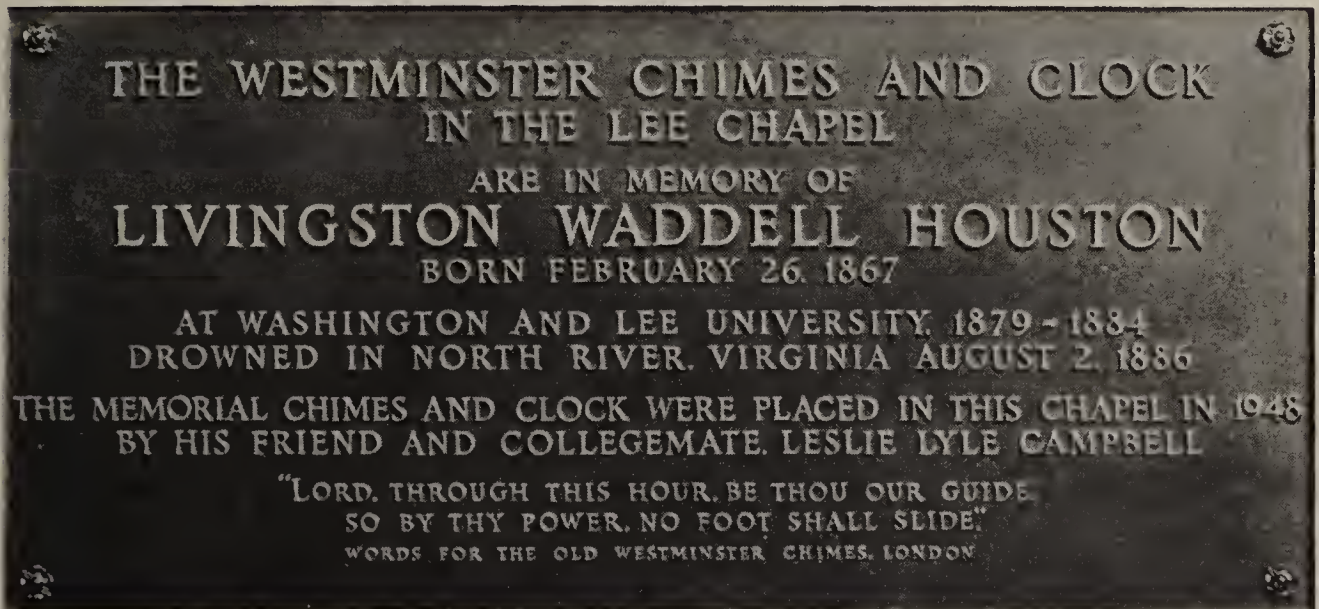 THE WESTMINSTER CHIMES AND CLOCK
IN THE LEE CHAPEL
ARE IN MEMORY OF
LIVINGSTON WADDELL HOUSTON
BORN FEBRUARY 26, 1867
AT WASHINGTON AND LEE UNIVERSITY, 1879-1884
DROWNED IN NORTH RIVER, VIRGINIA AUGUST 2, 1886
THE MEMORIAL CHIMES AND CLOCK WERE PLACED IN THIS CHAPEL IN 1948
BY HIS FRIEND AND COLLEGEMATE, LESLIE LYLE CAMPBELL
"LORD, THROUGH THIS HOUR, BE THOU OUR GUIDE,
SO BY THY POWER, NO FOOT SHALL SLIDE."
WORDS FOR THE OLD WESTMINSTER CHIMES, LONDON